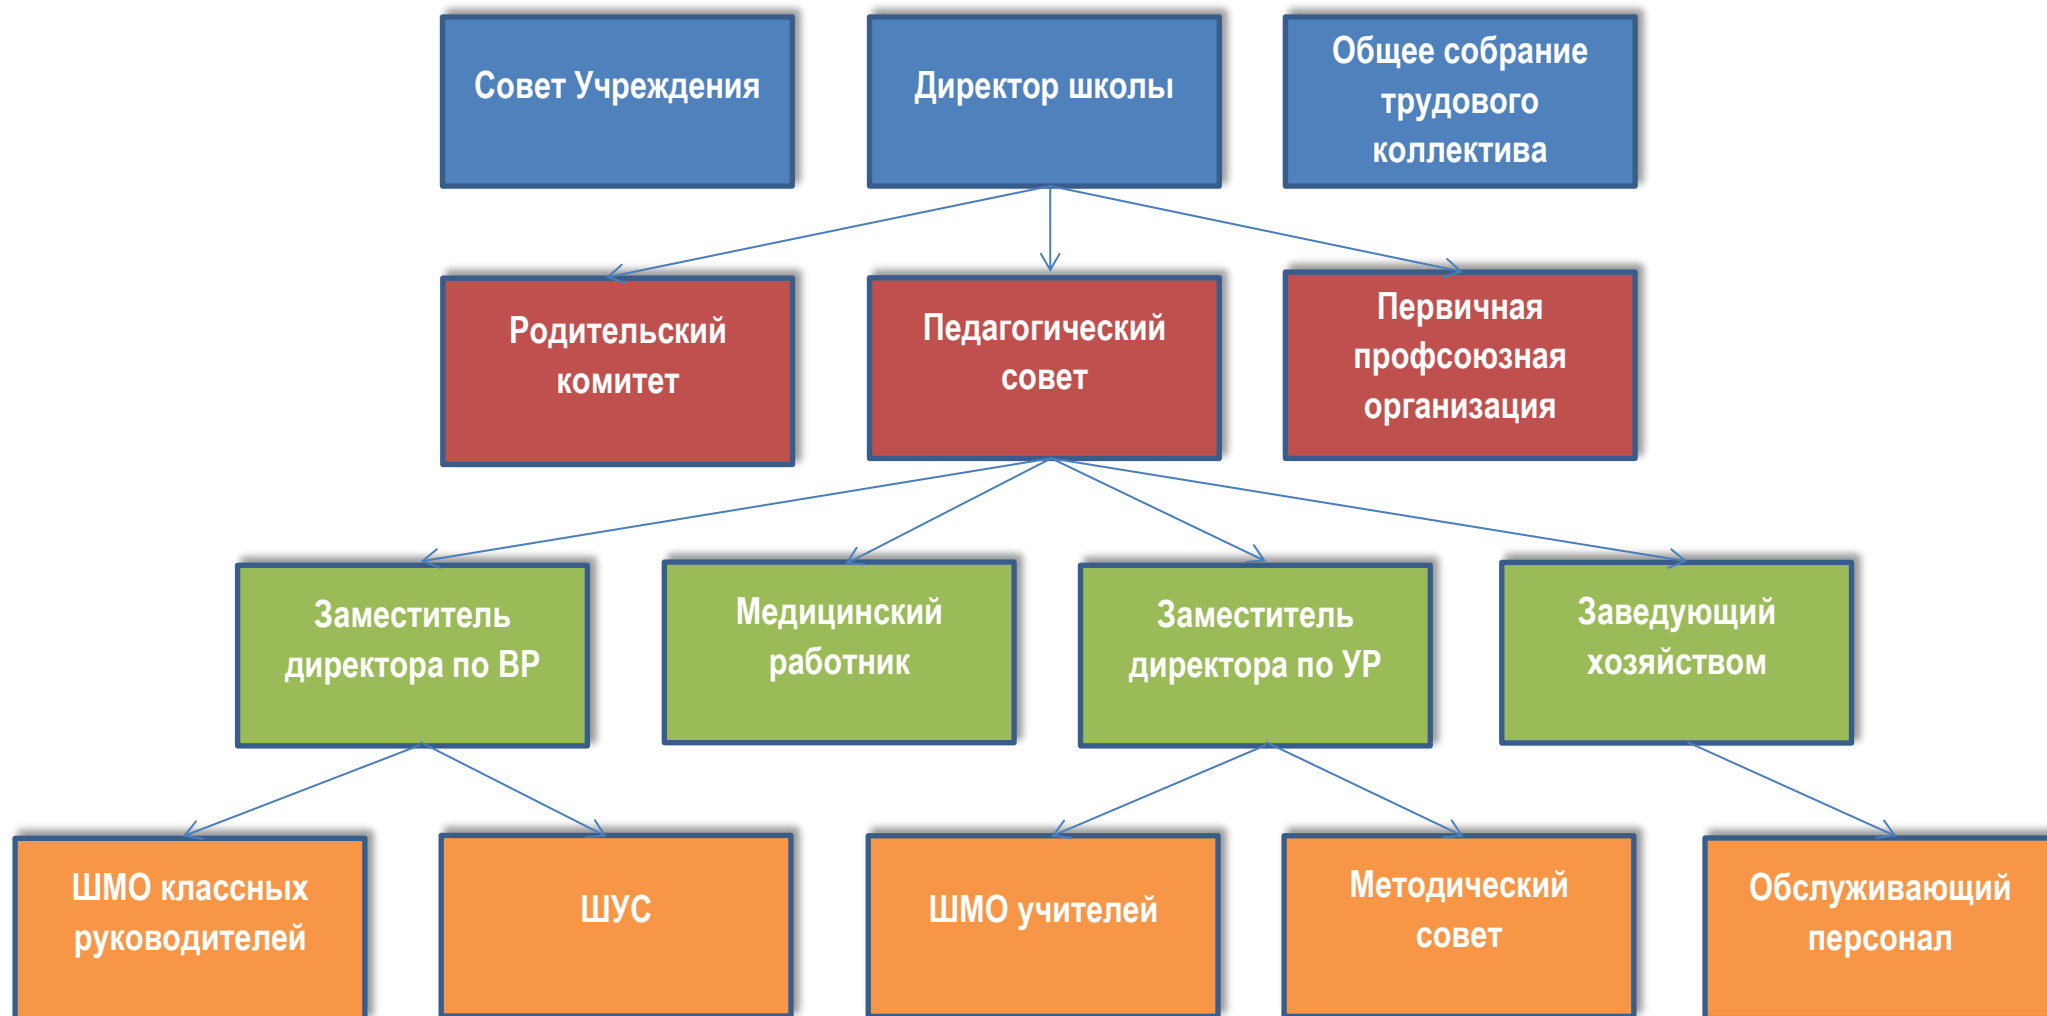 Совет Учреждения
Директор школы
Общее собрание
трудового
коллектива
Родительский
комитет
Педагогический
совет
Первичная
профсоюзная
организация
Заместитель
директора по ВР
Медицинский
работник
Заместитель
директора по УР
Заведующий
хозяйством
ШМО классных
руководителей
ШУС
ШМО учителей
Методический
совет
Обслуживающий
персонал